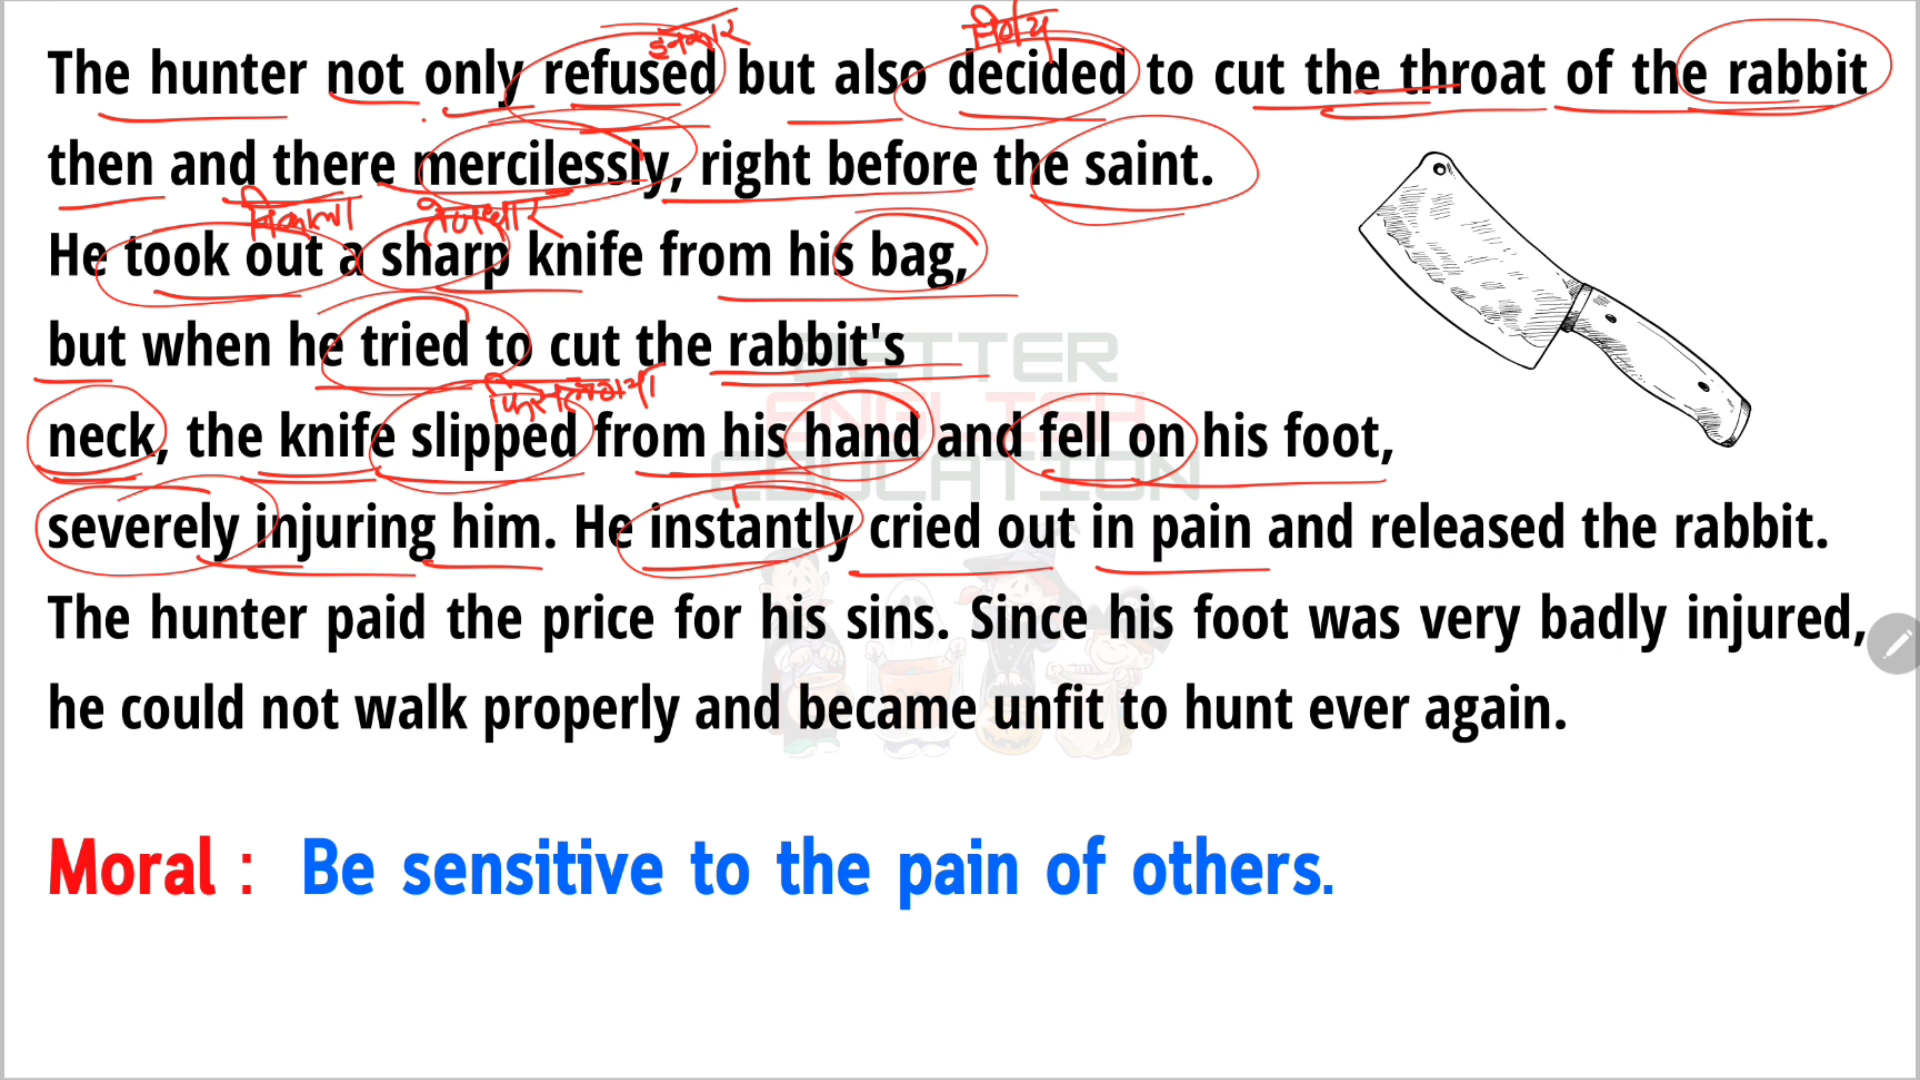 इनकार
निर्णय
The hunter not only refused but also decided to cut the throat of the rabbit
then and there mercilessly, right before the saint.
निकाला
He took out a sharp knife from his bag,
but when he tried to cut the rabbit's
neck, the knife slipped from his hand and fell on his foot,
severely injuring him. He instantly cried out in pain and released the rabbit.
The hunter paid the price for his sins. Since his foot was very badly injured,
he could not walk properly and became unfit to hunt ever again.
Moral : Be sensitive to the pain of others.
BETTER
ENGLISH
EDUCATION